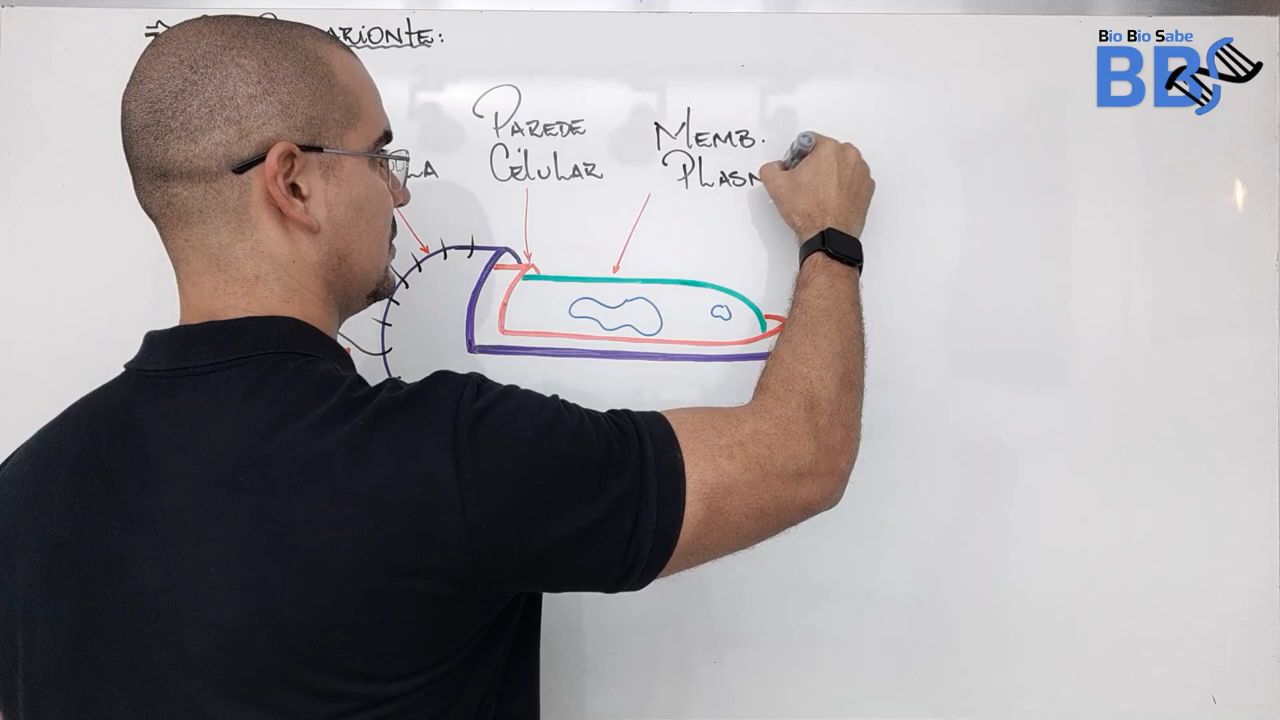 ARIONTE:
PAREDE
CÉLULAR
MEMB.
PLASM
LA
Bio Bio Sabe
BBS